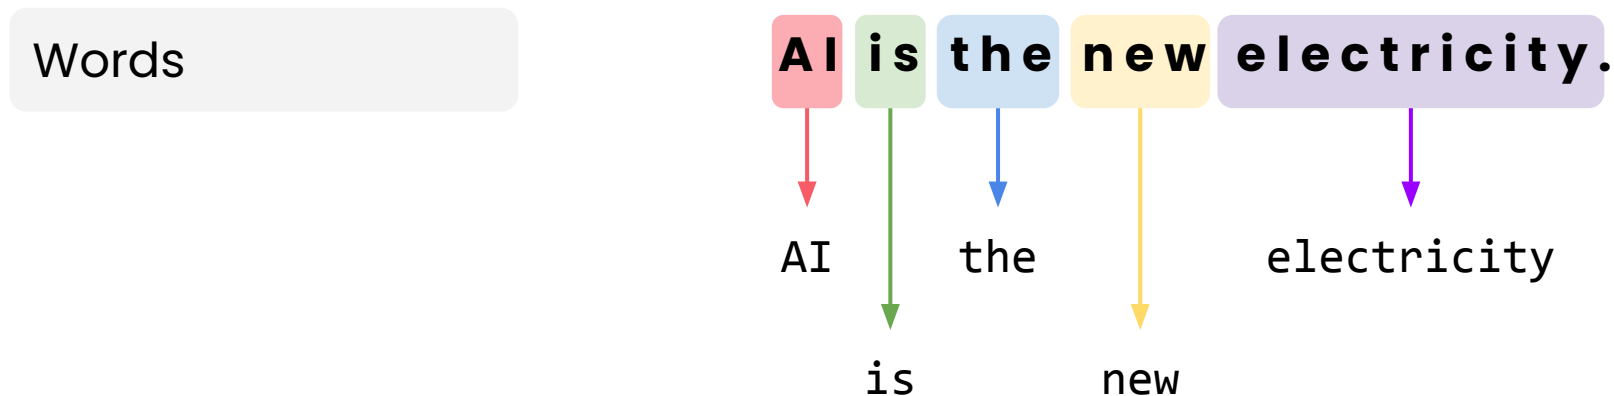 Words
AI is the new electricity.
AI the electricity
is new